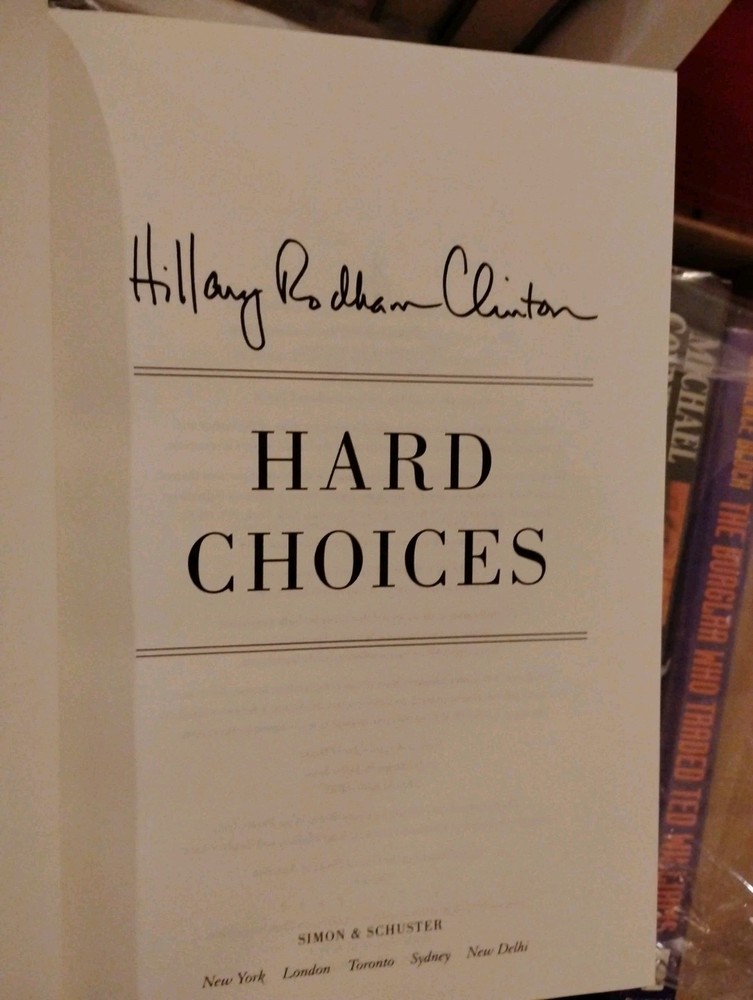 Hillary Rodham Clinton
HARD
CHOICES
SIMON & SCHUSTER
New York London Toronto Sydney New Delhi
MICHAEL
THE BURGLAR WHO TRADED TED